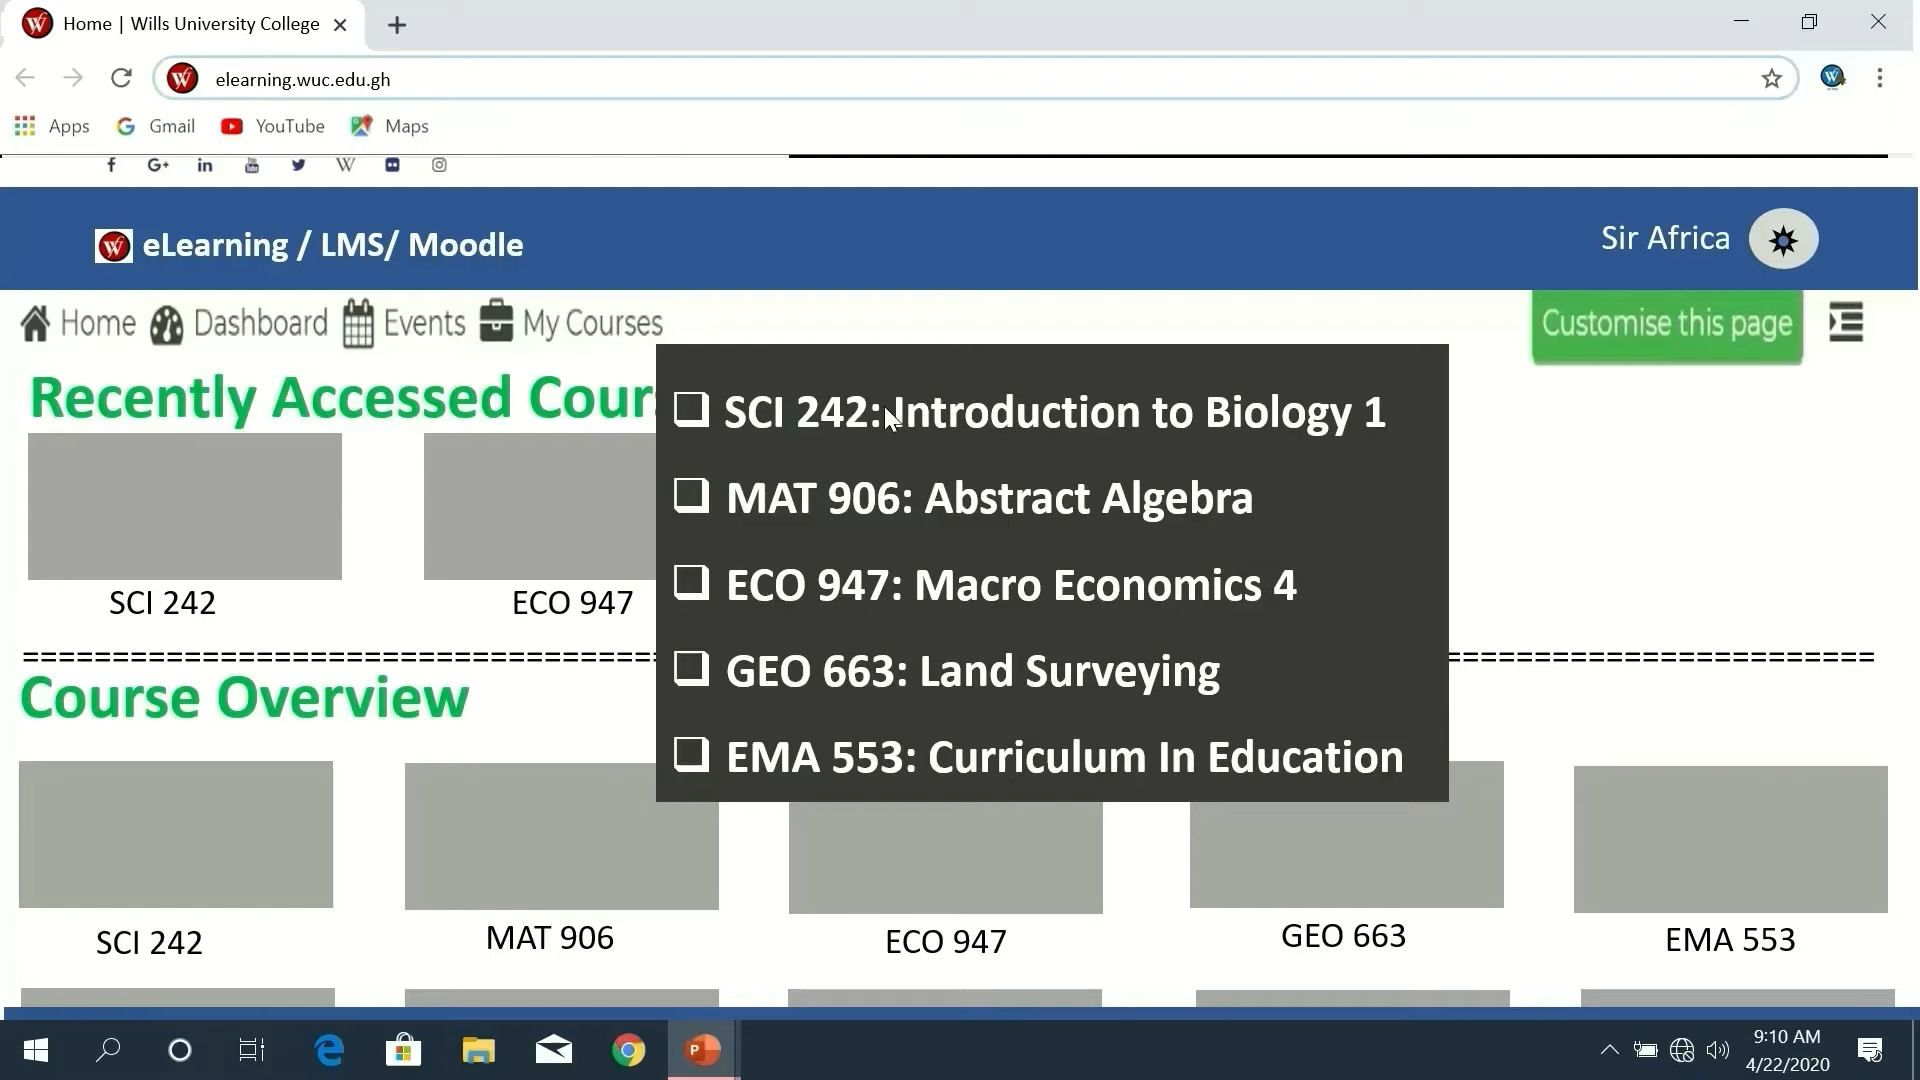 Home | Wills University College
elearning.wuc.edu.gh
Apps Gmail YouTube Maps
eLearning / LMS/ Moodle
Sir Africa
Home Dashboard Events My Courses
Customise this page
Recently Accessed Cour
SCI 242: Introduction to Biology 1
MAT 906: Abstract Algebra
ECO 947: Macro Economics 4
GEO 663: Land Surveying
EMA 553: Curriculum In Education
SCI 242
ECO 947
Course Overview
SCI 242
MAT 906
ECO 947
GEO 663
EMA 553
9:10 AM
4/22/2020